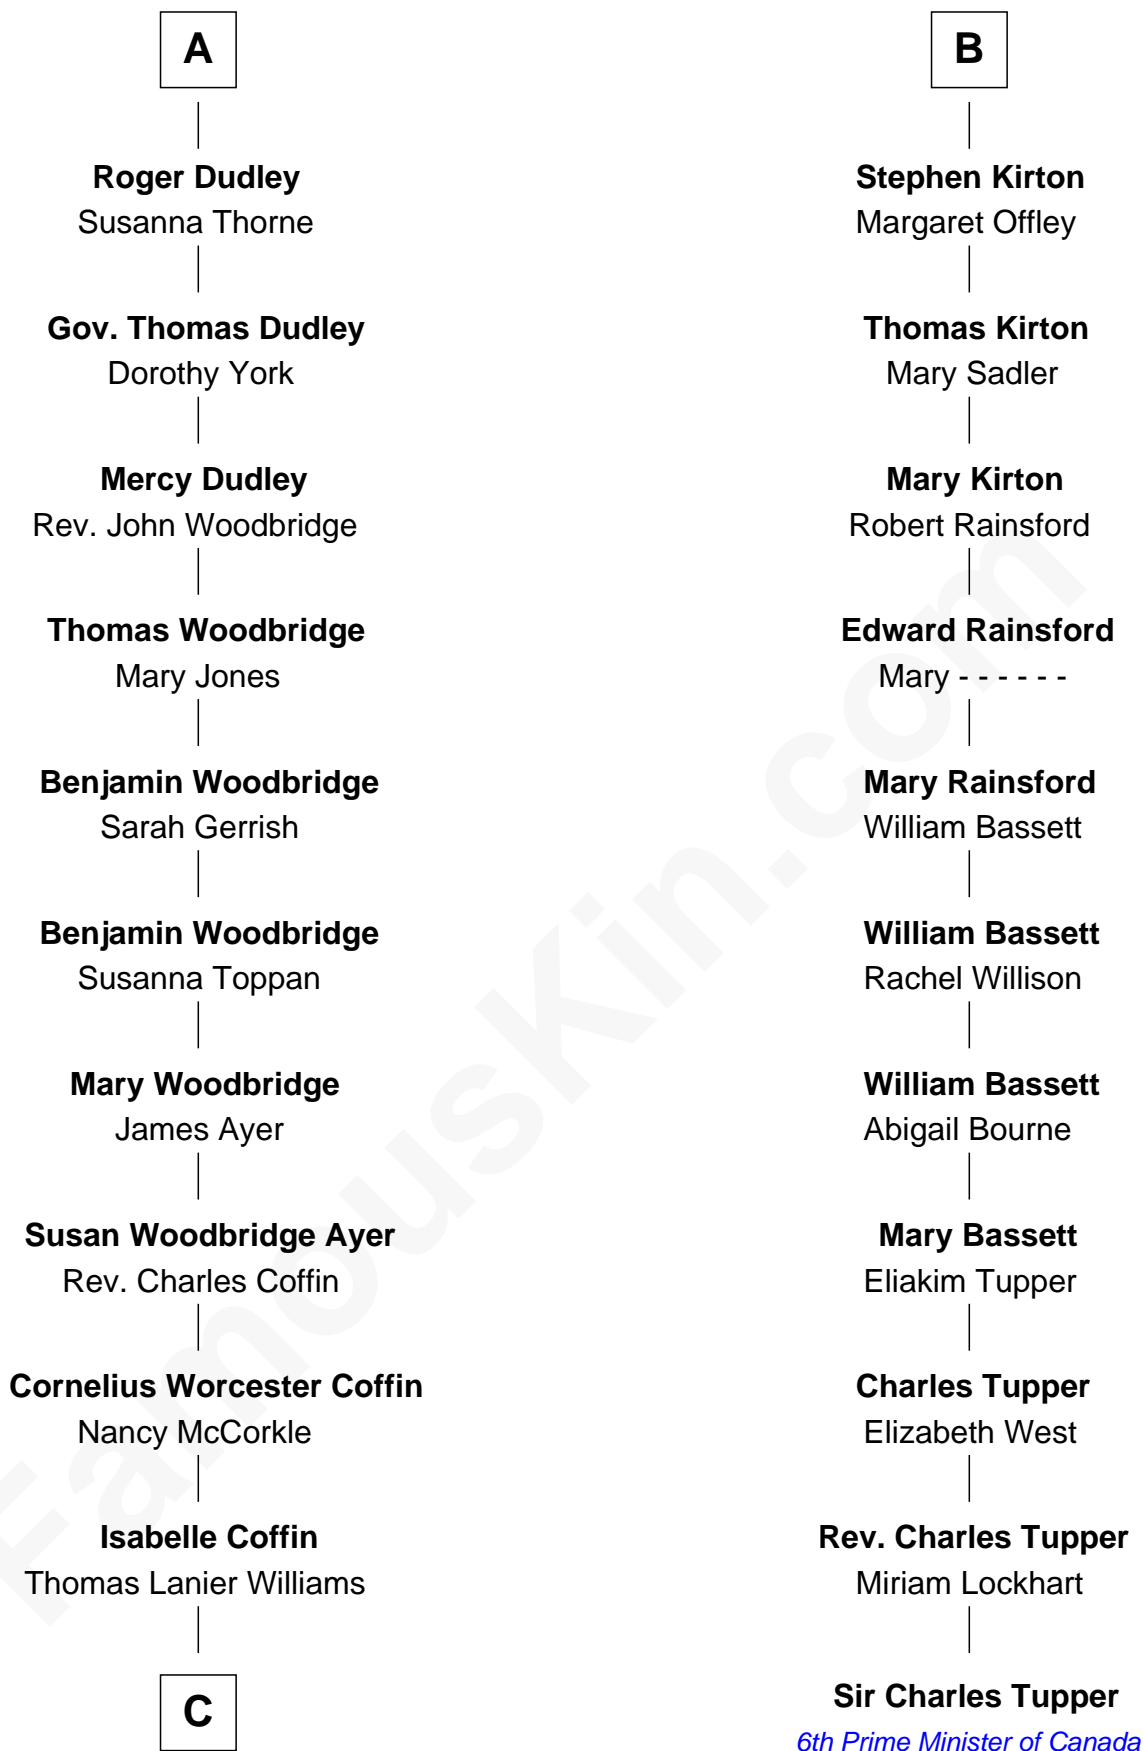 A
Roger Dudley
Susanna Thorne
Gov. Thomas Dudley
Dorothy York
Mercy Dudley
Rev. John Woodbridge
Thomas Woodbridge
Mary Jones
Benjamin Woodbridge
Sarah Gerrish
Benjamin Woodbridge
Susanna Toppan
Mary Woodbridge
James Ayer
Susan Woodbridge Ayer
Rev. Charles Coffin
Cornelius Worcester Coffin
Nancy McCorkle
Isabelle Coffin
Thomas Lanier Williams
C
B
Stephen Kirton
Margaret Offley
Thomas Kirton
Mary Sadler
Mary Kirton
Robert Rainsford
Edward Rainsford
Mary - - - - - -
Mary Rainsford
William Bassett
William Bassett
Rachel Willison
William Bassett
Abigail Bourne
Mary Bassett
Eliakim Tupper
Charles Tupper
Elizabeth West
Rev. Charles Tupper
Miriam Lockhart
Sir Charles Tupper
6th Prime Minister of Canada
FamousKin.com